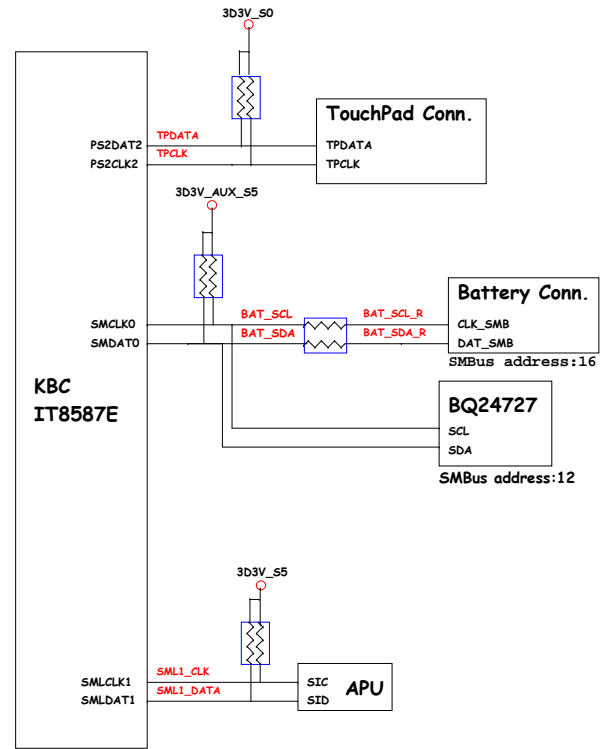 3D3V_S0
TouchPad Conn.
PS2DAT2 TPDATA TPDATA
PS2CLK2 TPCLK TPCLK
3D3V_AUX_S5
Battery Conn.
SMCLK0 BAT_SCL BAT_SCL_R CLK_SMB
SMDAT0 BAT_SDA BAT_SDA_R DAT_SMB
SMBus address:16
KBC
IT8587E
BQ24727
SCL
SDA
SMBus address:12
3D3V_S5
SMLCLK1 SML1_CLK SIC
SMLDAT1 SML1_DATA SID
APU